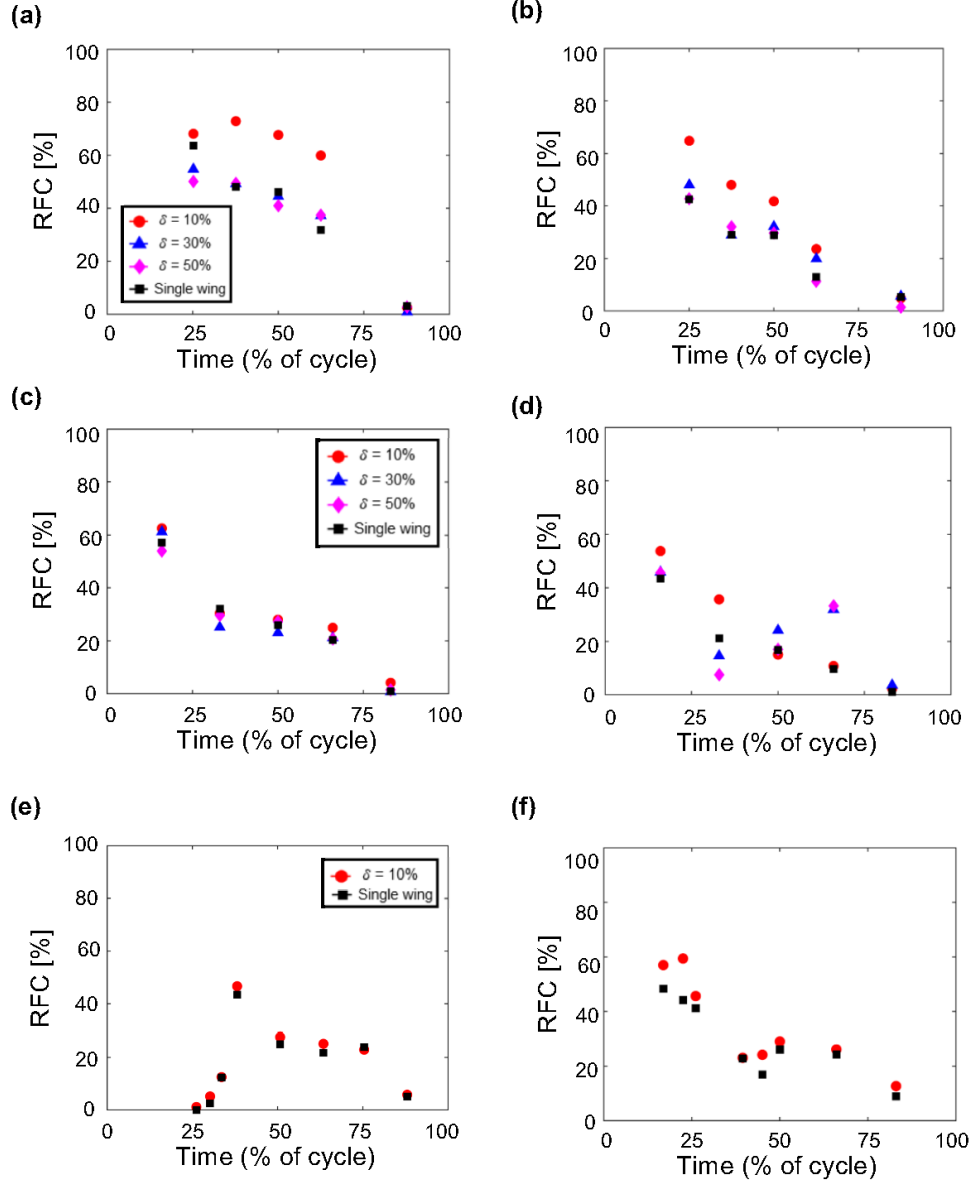 (a)
100
80
60
40
20
0
RFC [%]
δ = 10%
δ = 30%
δ = 50%
Single wing
0 25 50 75 100
Time (% of cycle)
(b)
100
80
60
40
20
0
RFC [%]
0 25 50 75 100
Time (% of cycle)
(c)
100
80
60
40
20
0
RFC [%]
δ = 10%
δ = 30%
δ = 50%
Single wing
0 25 50 75 100
Time (% of cycle)
(d)
100
80
60
40
20
0
RFC [%]
0 25 50 75 100
Time (% of cycle)
(e)
100
80
60
40
20
0
RFC [%]
δ = 10%
Single wing
0 25 50 75 100
Time (% of cycle)
(f)
100
80
60
40
20
0
RFC [%]
0 25 50 75 100
Time (% of cycle)